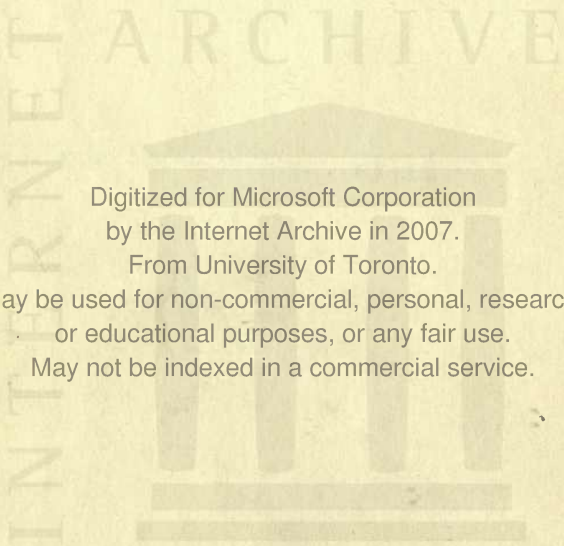 INTERNET ARCHIVE
Digitized for Microsoft Corporation
by the Internet Archive in 2007.
From University of Toronto.
ay be used for non-commercial, personal, researc
or educational purposes, or any fair use.
May not be indexed in a commercial service.